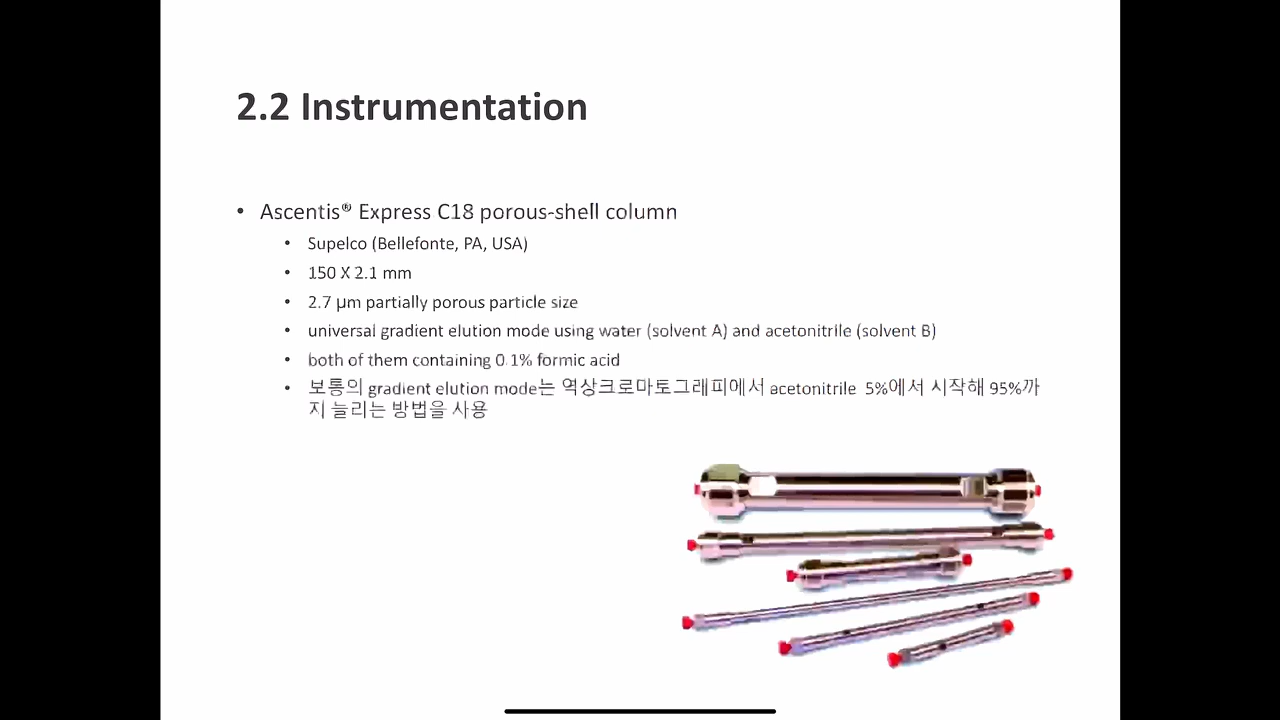 2.2 Instrumentation
• Ascentis® Express C18 porous-shell column
• Supelco (Bellefonte, PA, USA)
• 150 X 2.1 mm
• 2.7 µm partially porous particle size
• universal gradient elution mode using water (solvent A) and acetonitrile (solvent B)
• both of them containing 0.1% formic acid
• 보통의 gradient elution mode는 역상크로마토그래피에서 acetonitrile 5%에서 시작해 95%까
지 늘리는 방법을 사용